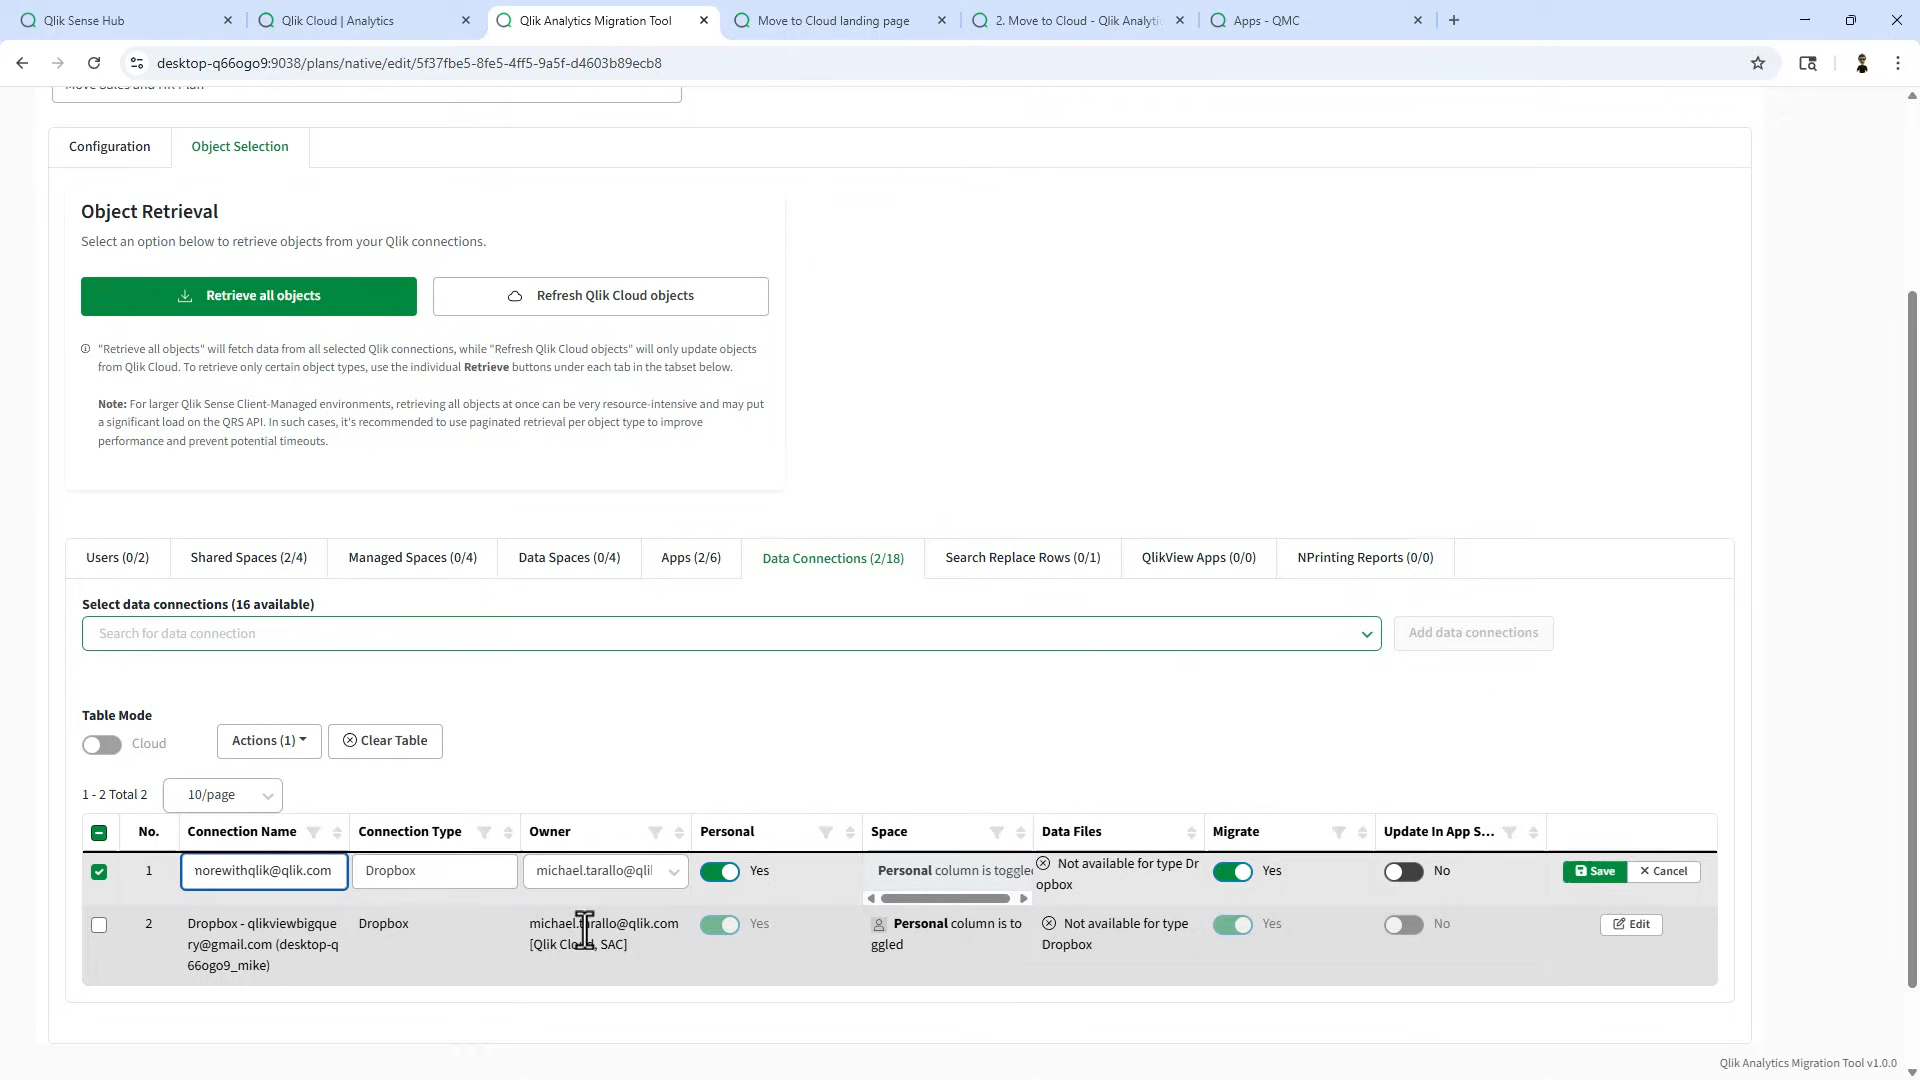 Qlik Sense Hub
Qlik Cloud | Analytics
Qlik Analytics Migration Tool
Move to Cloud landing page
2. Move to Cloud - Qlik Analyti
Apps - QMC
desktop-q66ogo9:9038/plans/native/edit/5f37fbe5-8fe5-4ff5-9a5f-d4603b89ecb8
Move Sales and HR Plan
Configuration
Object Selection
Object Retrieval
Select an option below to retrieve objects from your Qlik connections.
Retrieve all objects
Refresh Qlik Cloud objects
"Retrieve all objects" will fetch data from all selected Qlik connections, while "Refresh Qlik Cloud objects" will only update objects
from Qlik Cloud. To retrieve only certain object types, use the individual Retrieve buttons under each tab in the tabset below.
Note: For larger Qlik Sense Client-Managed environments, retrieving all objects at once can be very resource-intensive and may put
a significant load on the QRS API. In such cases, it's recommended to use paginated retrieval per object type to improve
performance and prevent potential timeouts.
Users (0/2)
Shared Spaces (2/4)
Managed Spaces (0/4)
Data Spaces (0/4)
Apps (2/6)
Data Connections (2/18)
Search Replace Rows (0/1)
QlikView Apps (0/0)
NPrinting Reports (0/0)
Select data connections (16 available)
Search for data connection
Add data connections
Table Mode
Cloud
Actions (1)
Clear Table
1 - 2 Total 2
10/page
No.
Connection Name
Connection Type
Owner
Personal
Space
Data Files
Migrate
Update In App S...
1
norewithqlik@qlik.com
Dropbox
michael.tarallo@qli
Yes
Personal column is toggle
Not available for type Dr
opbox
Yes
No
Save
Cancel
2
Dropbox - qlikviewbigque
ry@gmail.com (desktop-q
66ogo9_mike)
Dropbox
michael.tarallo@qlik.com
[Qlik Cloud, SAC]
Yes
Personal column is to
ggled
Not available for type
Dropbox
Yes
No
Edit
Qlik Analytics Migration Tool v1.0.0